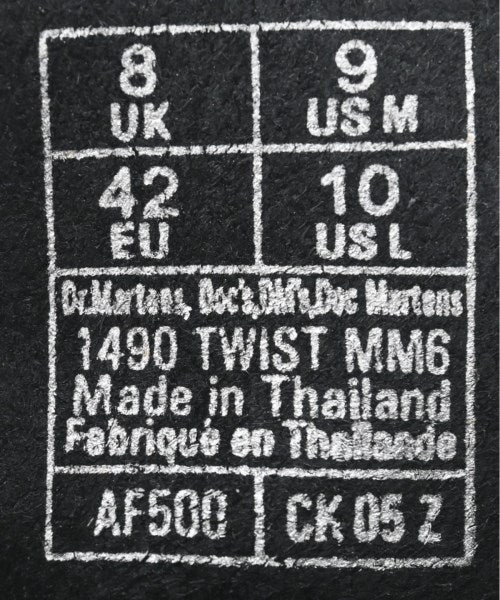 8 9
UK US M
42 10
EU US L
Dr.Martens, Doc's,DM's,Doc Martens
1490 TWIST MM6
Made in Thailand
Fabriqué en Thaïlande
AF500 CK 05 Z